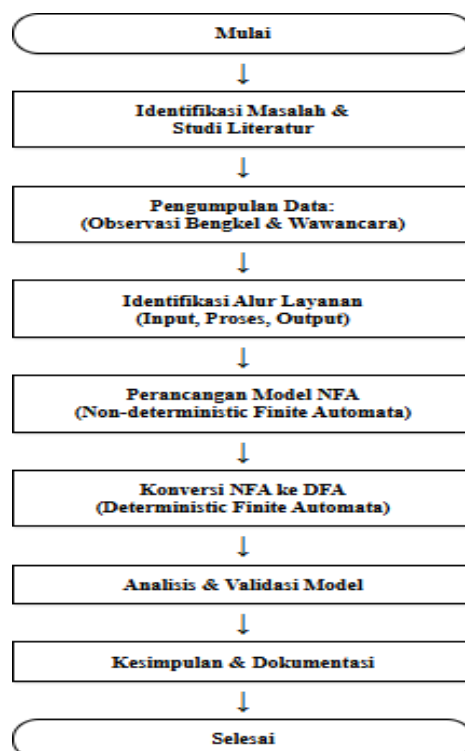 Mulai
↓
Identifikasi Masalah &
Studi Literatur
↓
Pengumpulan Data:
(Observasi Bengkel & Wawancara)
↓
Identifikasi Alur Layanan
(Input, Proses, Output)
↓
Perancangan Model NFA
(Non-deterministic Finite Automata)
↓
Konversi NFA ke DFA
(Deterministic Finite Automata)
↓
Analisis & Validasi Model
↓
Kesimpulan & Dokumentasi
↓
Selesai